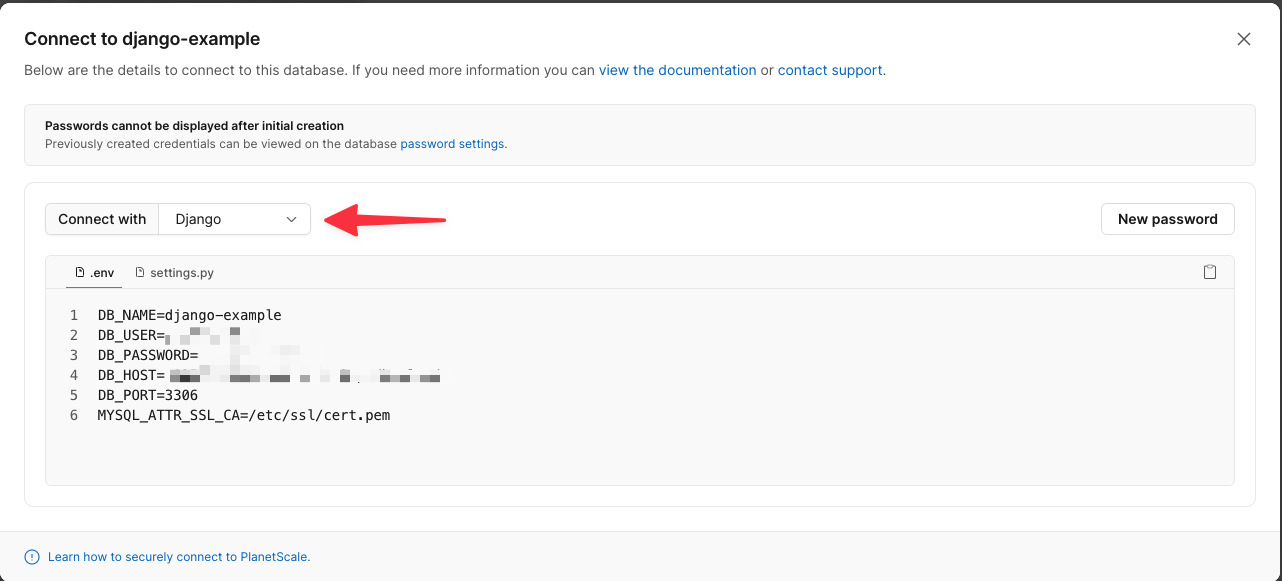 Connect to django-example
Below are the details to connect to this database. If you need more information you can view the documentation or contact support.
Passwords cannot be displayed after initial creation
Previously created credentials can be viewed on the database password settings.
Connect with Django
New password
.env settings.py
1 DB_NAME=django-example
2 DB_USER=
3 DB_PASSWORD=
4 DB_HOST=
5 DB_PORT=3306
6 MYSQL_ATTR_SSL_CA=/etc/ssl/cert.pem
Learn how to securely connect to PlanetScale.